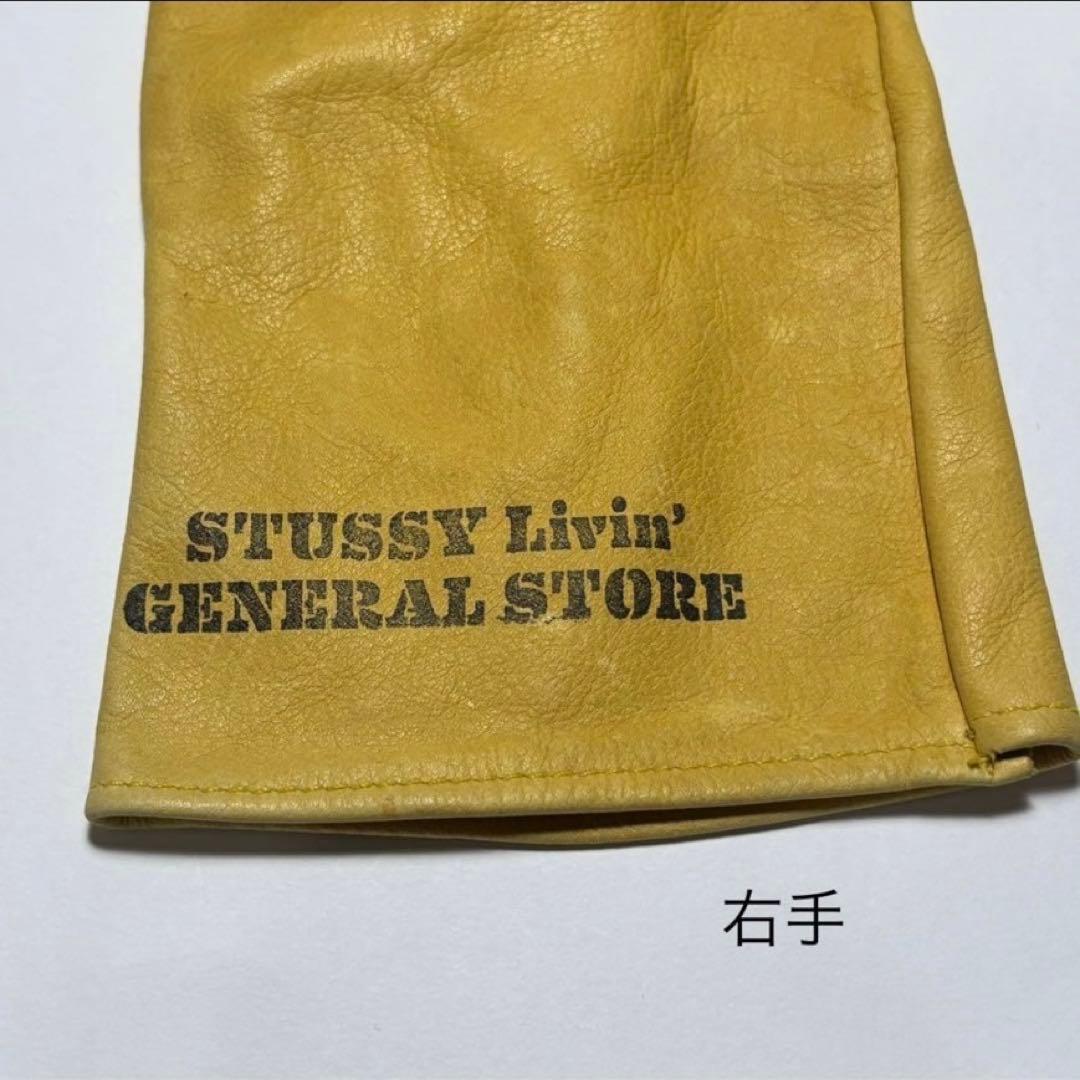 STUSSY Livin'
GENERAL STORE
右手